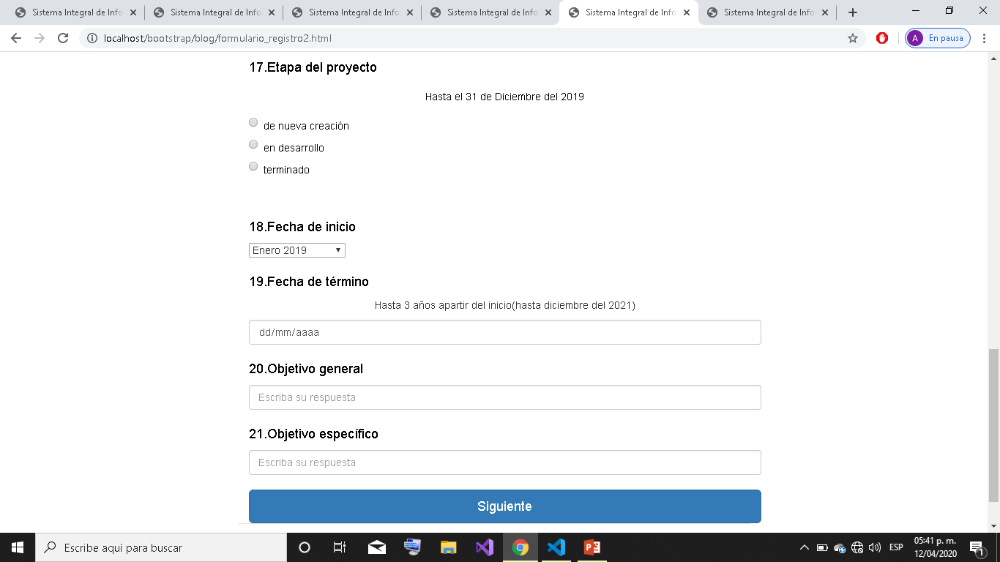 Sistema Integral de Info
Sistema Integral de Info
Sistema Integral de Info
Sistema Integral de Info
Sistema Integral de Info
Sistema Integral de Info
localhost/bootstrap/blog/formulario_registro2.html
A En pausa
17.Etapa del proyecto
Hasta el 31 de Diciembre del 2019
de nueva creación
en desarrollo
terminado
18.Fecha de inicio
Enero 2019
19.Fecha de término
Hasta 3 años apartir del inicio(hasta diciembre del 2021)
dd/mm/aaaa
20.Objetivo general
Escriba su respuesta
21.Objetivo específico
Escriba su respuesta
Siguiente
Escribe aquí para buscar
ESP
05:41 p. m.
12/04/2020
1